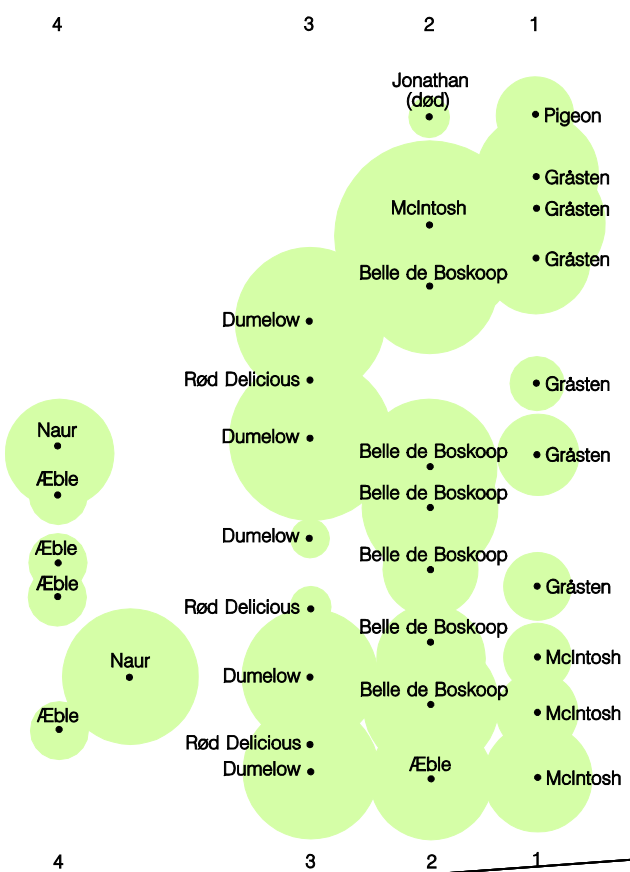 4 3 2 1
Jonathan
(død)
Pigeon
Gråsten
McIntosh
Gråsten
Gråsten
Belle de Boskoop
Dumelow
Rød Delicious
Gråsten
Naur
Dumelow
Belle de Boskoop
Gråsten
Æble
Belle de Boskoop
Dumelow
Æble
Belle de Boskoop
Æble
Rød Delicious
Gråsten
Belle de Boskoop
Naur
McIntosh
Dumelow
Belle de Boskoop
Æble
McIntosh
Rød Delicious
Dumelow
Æble
McIntosh
4 3 2 1